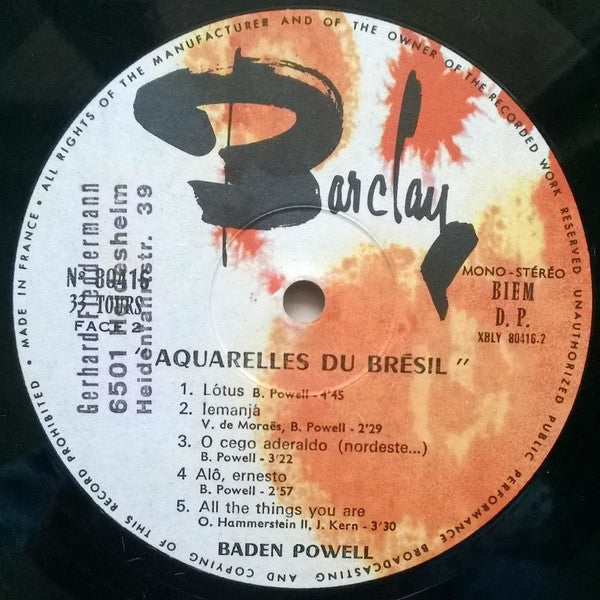 • MADE IN FRANCE • ALL RIGHTS OF THE MANUFACTURER AND OF THE OWNER OF THE RECORDED WORK RESERVED UNAUTHORIZED PUBLIC PERFORMANCE BROADCASTING AND COPYING OF THIS RECORD PROHIBITED
Barclay
Gerhard
6501
Heidenfahrtstr. 39
N° 80416
33 TOURS
FACE 2
MONO - STÉRÉO
BIEM
D. P.
XBLY 80416.2
"AQUARELLES DU BRÉSIL"
1. Lótus B. Powell - 4'45
2. Iemanjá
V. de Moraës, B. Powell - 2'29
3. O cego aderaldo (nordeste...)
B. Powell - 3'22
4 Alô, ernesto
B. Powell - 2'57
5. All the things you are
O. Hammerstein II, J. Kern - 3'30
BADEN POWELL